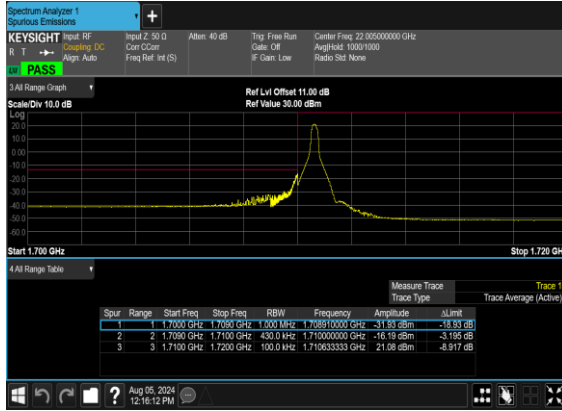 Spectrum Analyzer 1
Spurious Emissions
KEYSIGHT Input: RF Input Z: 50 Ω Atten: 40 dB Trig: Free Run Center Freq: 22.005000000 GHz
R T Coupling: DC Corr CCorr Gate: Off Avg|Hold: 1000/1000
Align: Auto Freq Ref: Int (S) IF Gain: Low Radio Std: None
PASS
3 All Range Graph
Ref Lvl Offset 11.00 dB
Scale/Div 10.0 dB Ref Value 30.00 dBm
Log
20.0
10.0
0.00
-10.0
-20.0
-30.0
-40.0
-50.0
-60.0
Start 1.700 GHz Stop 1.720 GH
4 All Range Table
Measure Trace Trace 1
Trace Type Trace Average (Active)
Spur Range Start Freq Stop Freq RBW Frequency Amplitude ΔLimit
1 1 1.7000 GHz 1.7090 GHz 1.000 MHz 1.708910000 GHz -31.93 dBm -18.93 dB
2 2 1.7090 GHz 1.7100 GHz 430.0 kHz 1.710000000 GHz -16.19 dBm -3.195 dB
3 3 1.7100 GHz 1.7200 GHz 100.0 kHz 1.710633333 GHz 21.08 dBm -8.917 dB
Aug 05, 2024
12:16:12 PM